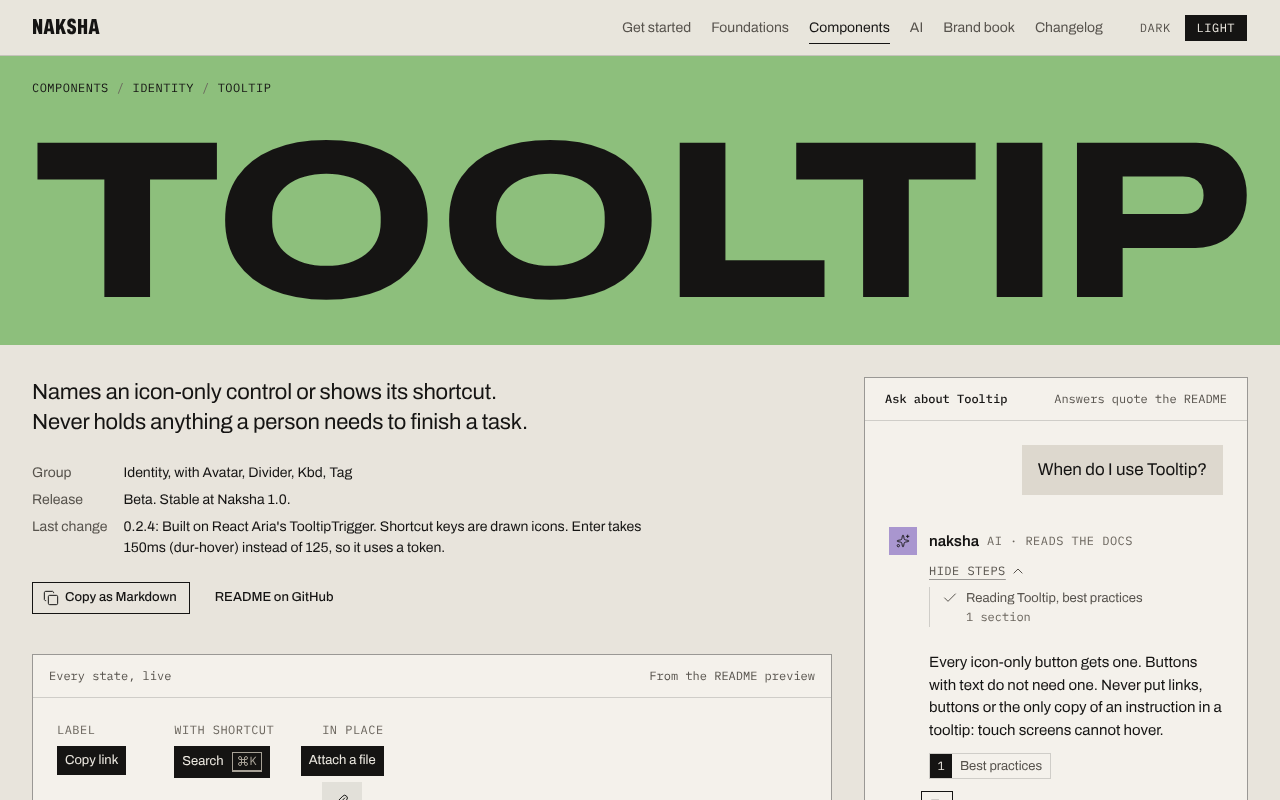 NAKSHA
Get started Foundations Components AI Brand book Changelog DARK LIGHT
COMPONENTS / IDENTITY / TOOLTIP
TOOLTIP
Names an icon-only control or shows its shortcut.
Never holds anything a person needs to finish a task.
Group Identity, with Avatar, Divider, Kbd, Tag
Release Beta. Stable at Naksha 1.0.
Last change 0.2.4: Built on React Aria's TooltipTrigger. Shortcut keys are drawn icons. Enter takes
150ms (dur-hover) instead of 125, so it uses a token.
Copy as Markdown README on GitHub
Every state, live From the README preview
LABEL WITH SHORTCUT IN PLACE
Copy link Search ⌘K Attach a file
Ask about Tooltip Answers quote the README
When do I use Tooltip?
naksha AI · READS THE DOCS
HIDE STEPS
Reading Tooltip, best practices
1 section
Every icon-only button gets one. Buttons
with text do not need one. Never put links,
buttons or the only copy of an instruction in a
tooltip: touch screens cannot hover.
1 Best practices